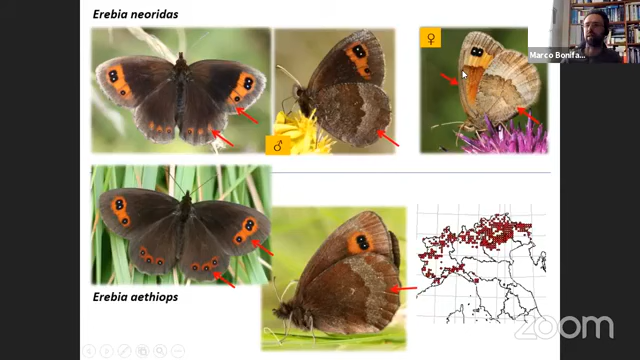 Erebia neoridas
♀
Marco Bonifa...
♂
Erebia aethiops
zoom